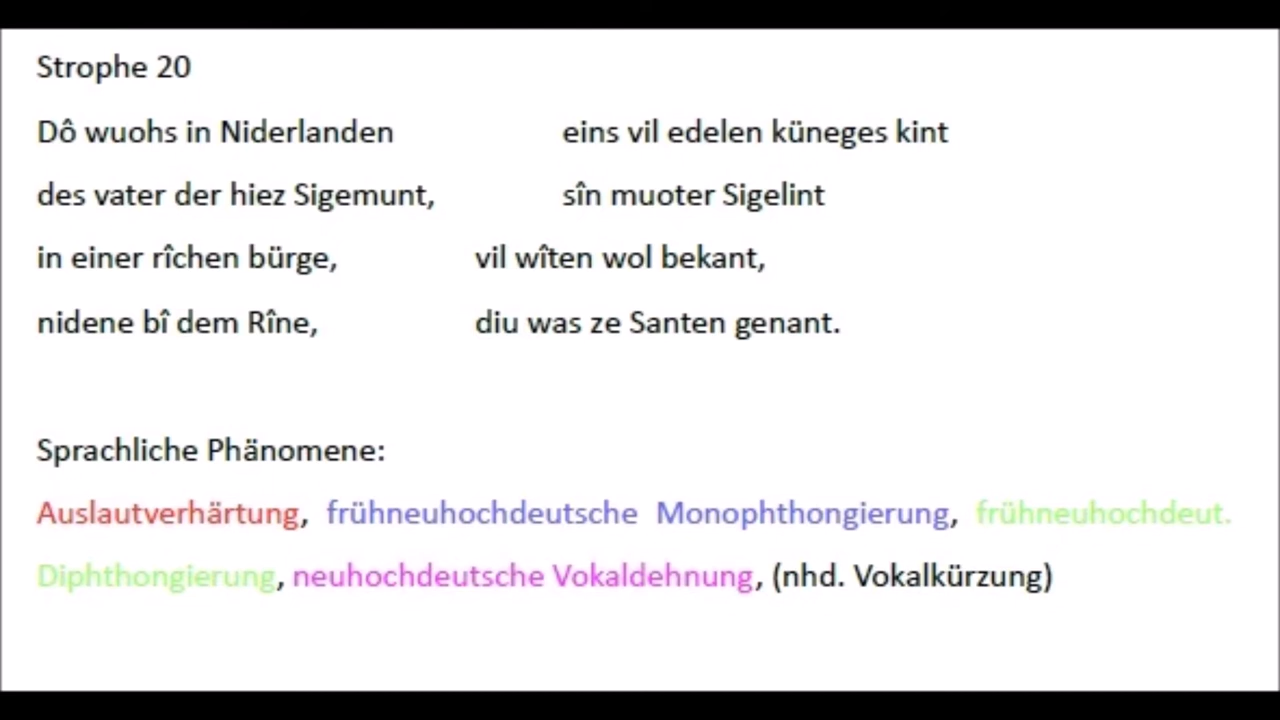 Strophe 20
Dô wuohs in Niderlanden eins vil edelen küneges kint
des vater der hiez Sigemunt, sîn muoter Sigelint
in einer rîchen bürge, vil wîten wol bekant,
nidene bî dem Rîne, diu was ze Santen genant.
Sprachliche Phänomene:
Auslautverhärtung, frühneuhochdeutsche Monophthongierung, frühneuhochdeut.
Diphthongierung, neuhochdeutsche Vokaldehnung, (nhd. Vokalkürzung)